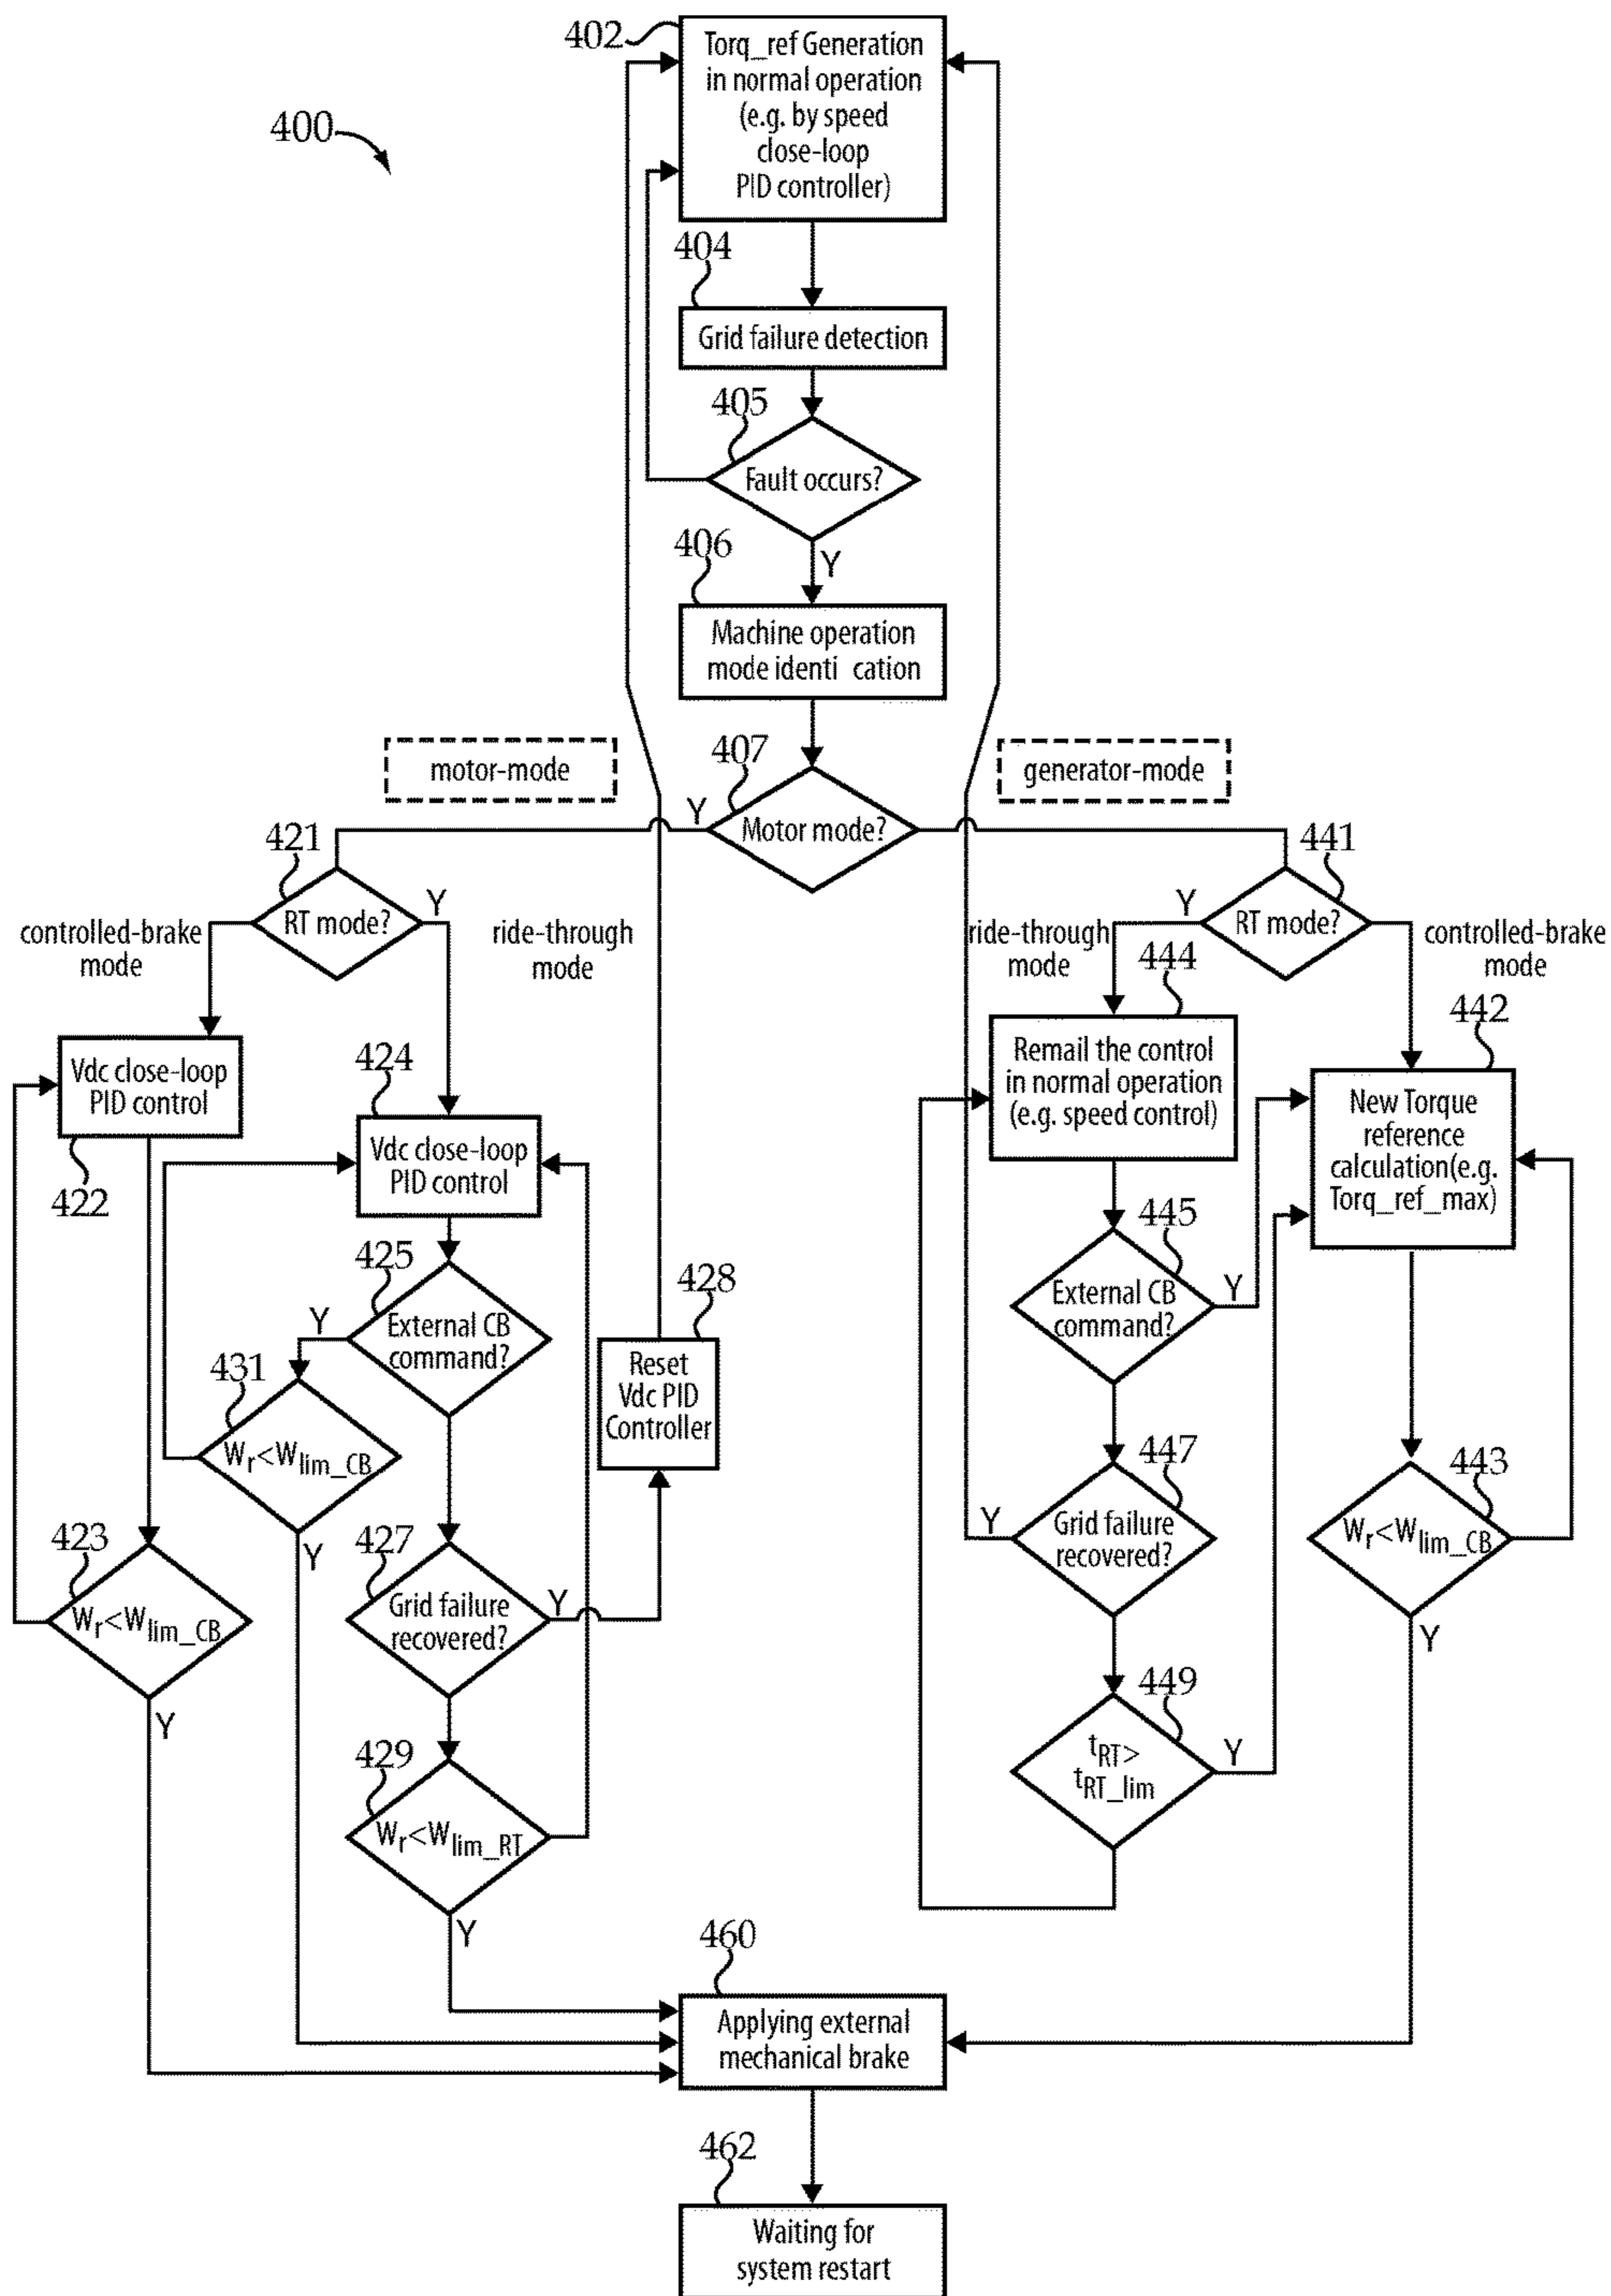 402
Torq_ref Generation
in normal operation
(e.g. by speed
close-loop
PID controller)
400
404
Grid failure detection
405
Fault occurs?
Y
406
Machine operation
mode identi cation
motor-mode
407
generator-mode
Y
Motor mode?
421
RT mode?
Y
controlled-brake
mode
ride-through
mode
441
Y
RT mode?
ride-through
mode
controlled-brake
mode
Vdc close-loop
PID control
422
424
Vdc close-loop
PID control
444
Remail the control
in normal operation
(e.g. speed control)
442
New Torque
reference
calculation(e.g.
Torq_ref_max)
425
Y
External CB
command?
428
Reset
Vdc PID
Controller
445
External CB
command?
Y
431
Wr<Wlim_CB
Y
423
Wr<Wlim_CB
Y
427
Grid failure
recovered?
Y
447
Y
Grid failure
recovered?
443
Wr<Wlim_CB
Y
429
Wr<Wlim_RT
Y
449
tRT>
tRT_lim
Y
460
Applying external
mechanical brake
462
Waiting for
system restart